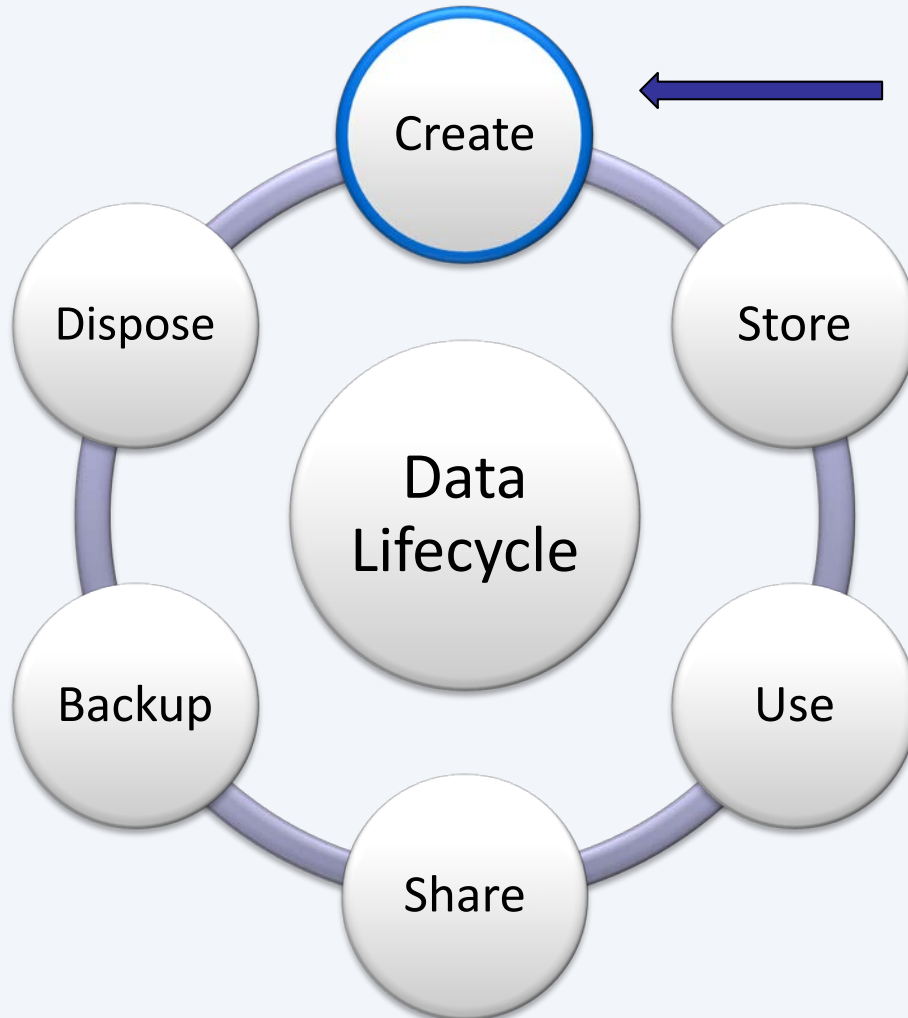 Create
Dispose
Store
Data
Lifecycle
Backup
Use
Share